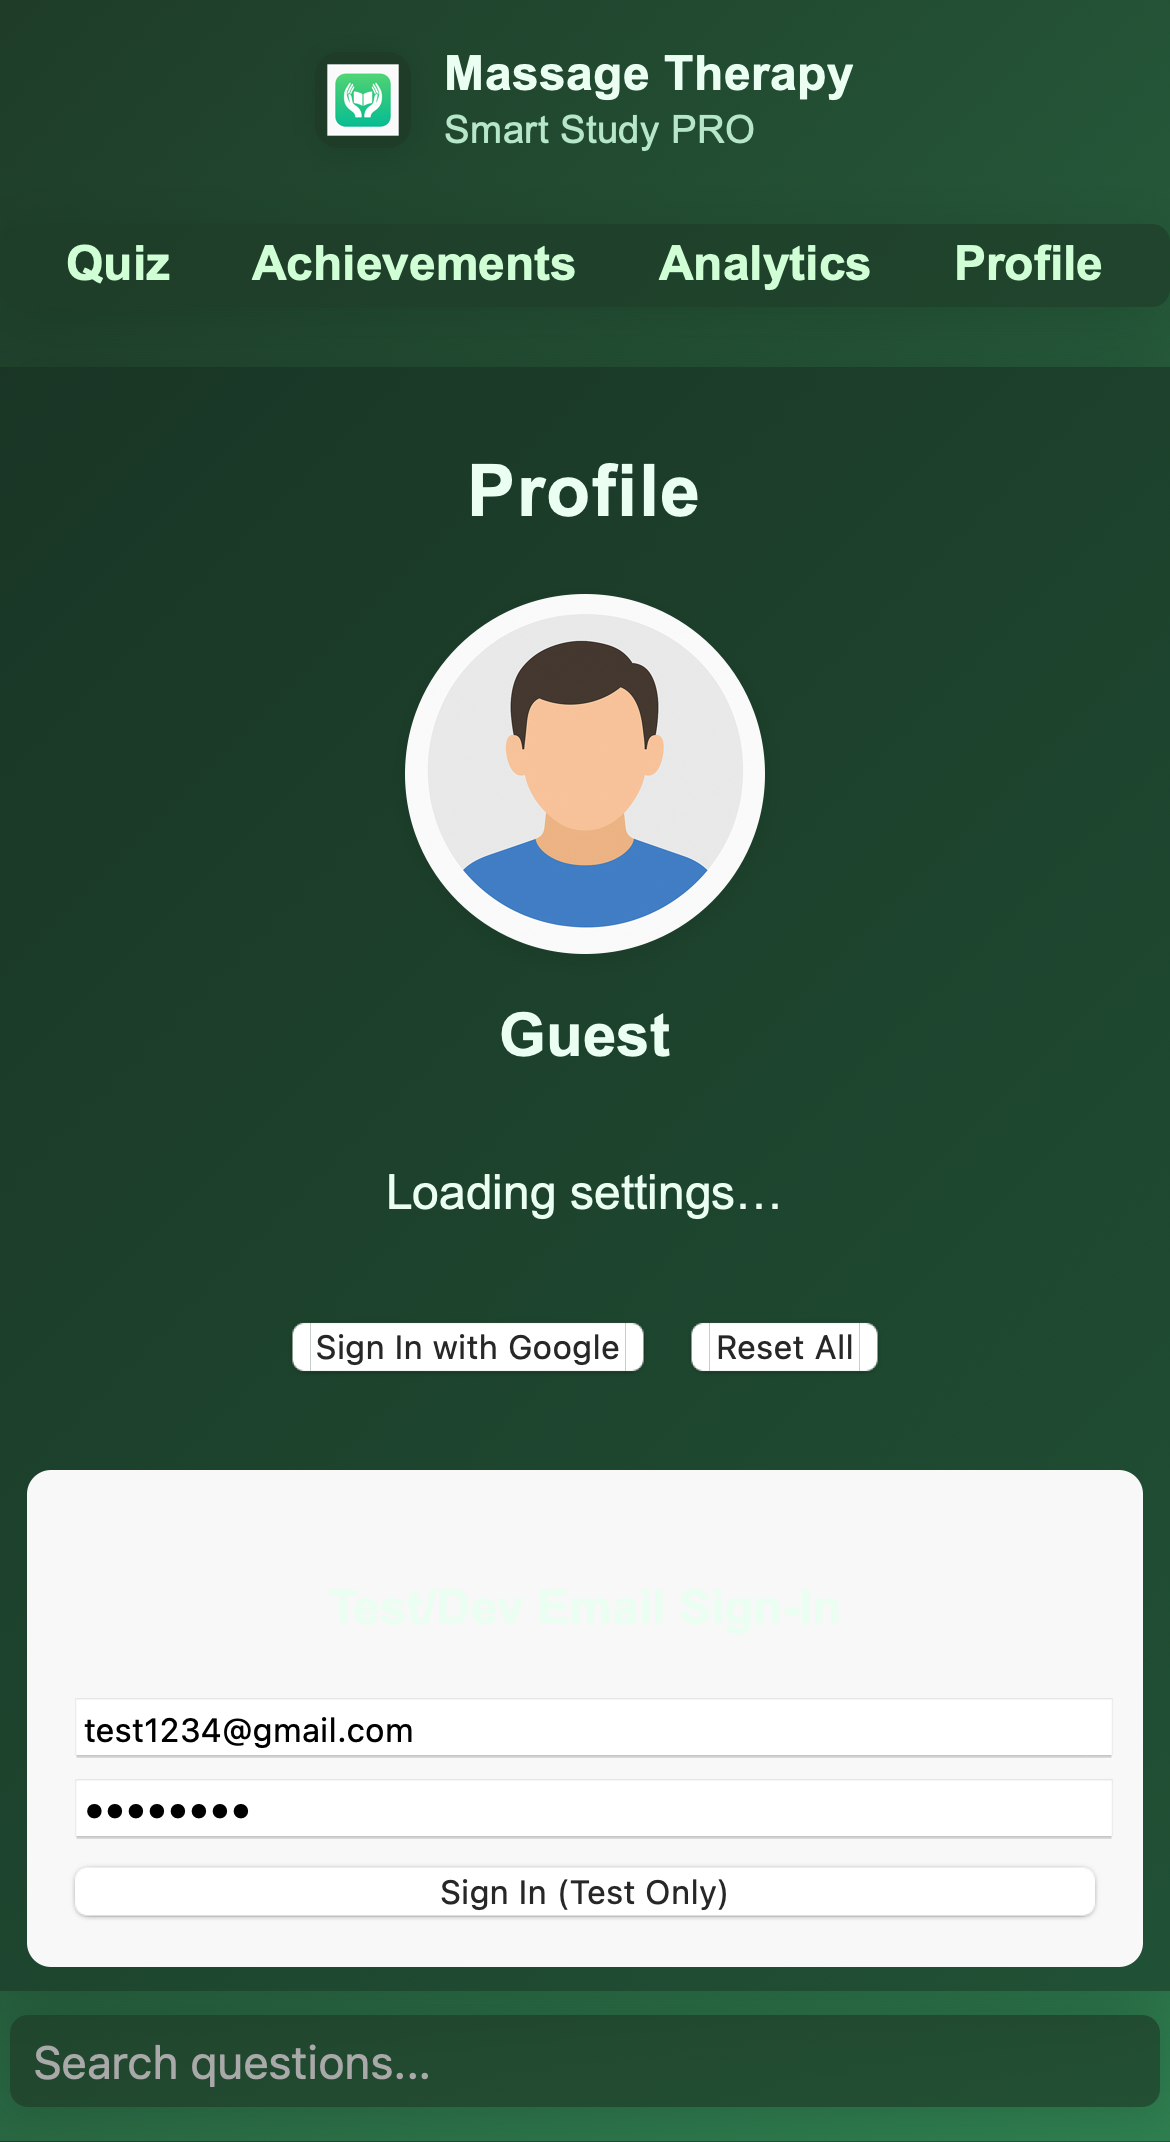 Massage Therapy
Smart Study PRO
Quiz Achievements Analytics Profile
Profile
Guest
Loading settings…
Sign In with Google Reset All
Test/Dev Email Sign-In
test1234@gmail.com
••••••••
Sign In (Test Only)
Search questions...